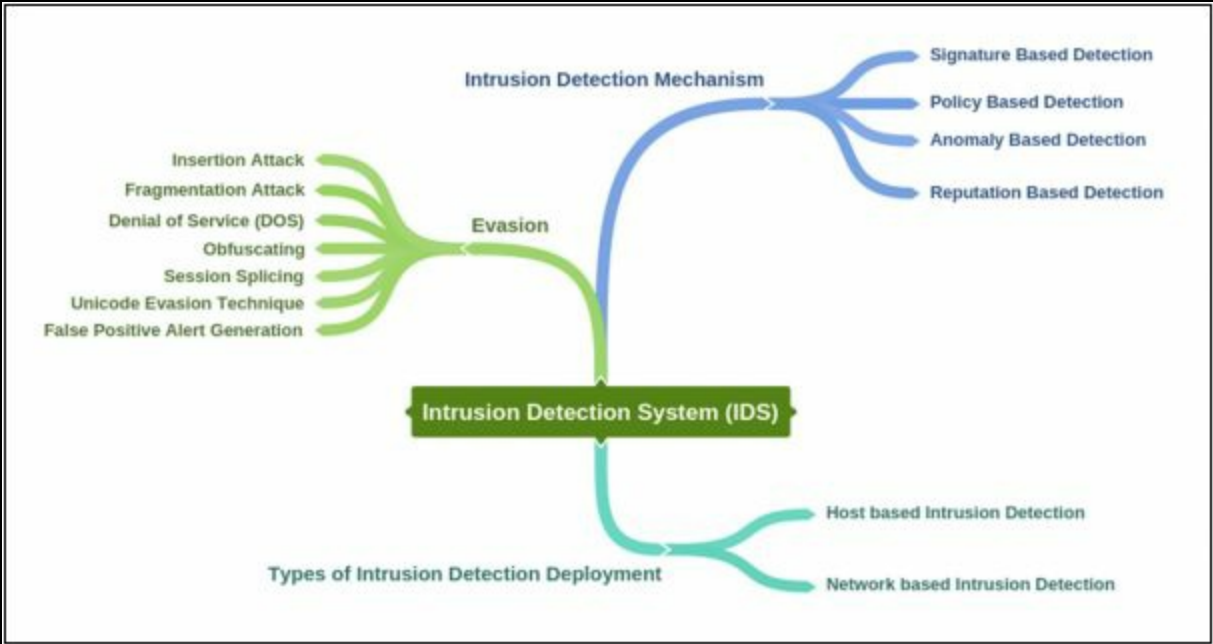 Intrusion Detection Mechanism
Signature Based Detection
Policy Based Detection
Anomaly Based Detection
Reputation Based Detection
Evasion
Insertion Attack
Fragmentation Attack
Denial of Service (DOS)
Obfuscating
Session Splicing
Unicode Evasion Technique
False Positive Alert Generation
Intrusion Detection System (IDS)
Types of Intrusion Detection Deployment
Host based Intrusion Detection
Network based Intrusion Detection